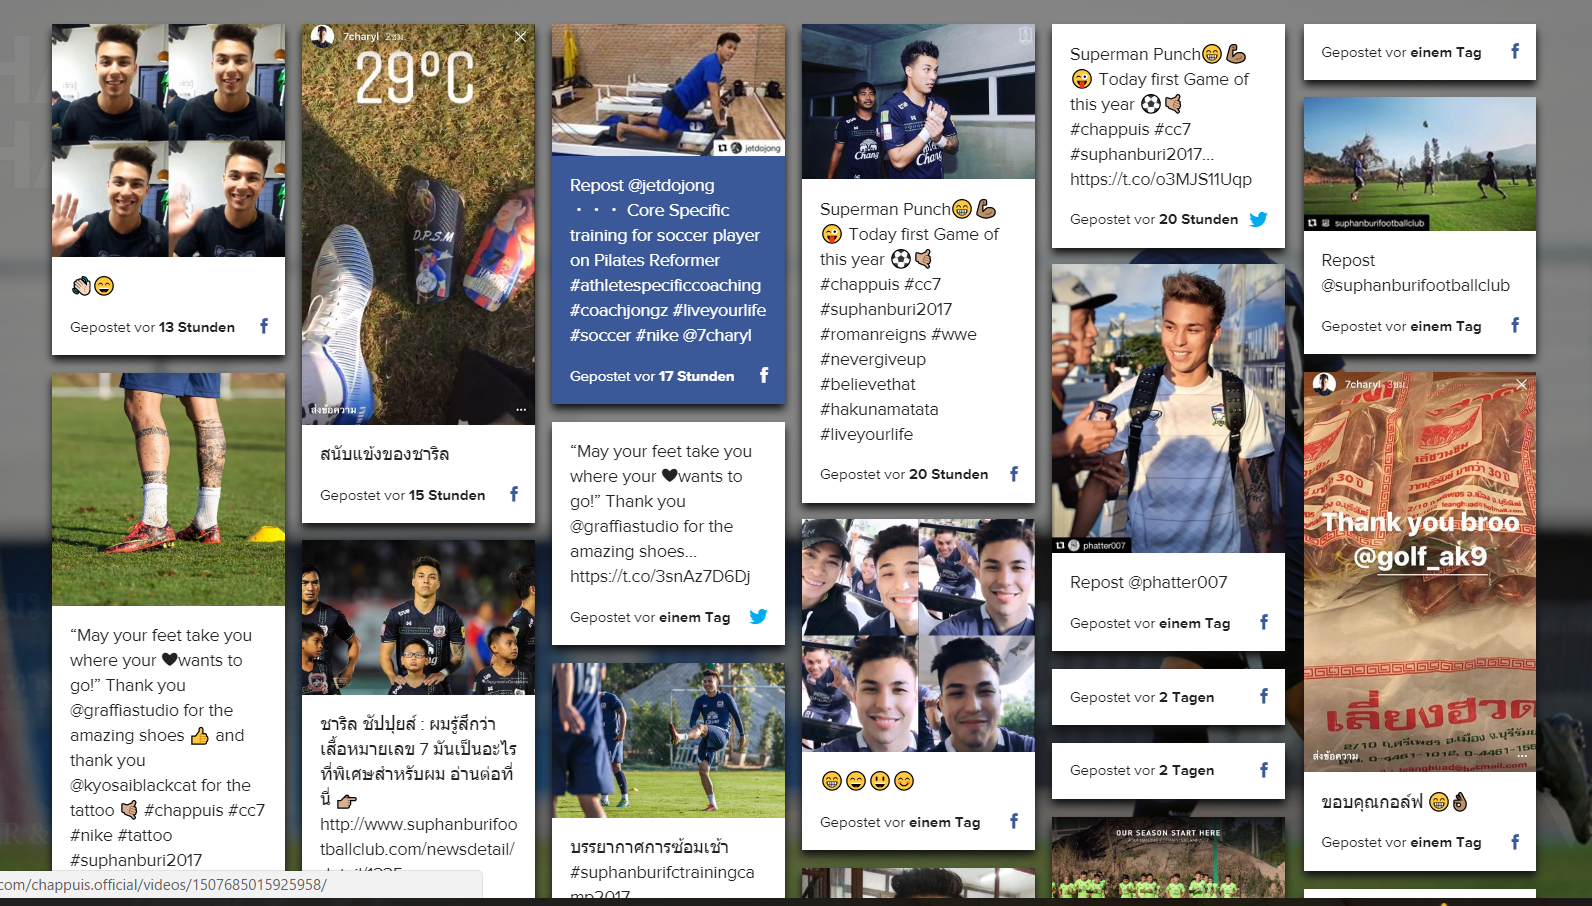 Gepostet vor 13 Stunden
“May your feet take you
where your ♥wants to
go!” Thank you
@graffiastudio for the
amazing shoes 👍 and
thank you
@kyosaiblackcat for the
tattoo 🤙 #chappuis #cc7
#nike #tattoo
#suphanburi2017
com/chappuis.official/videos/1507685015925958/
7charyl 2ชม.
29°C
D.P.S.M
ส่งข้อความ
สนับแข้งของชาริล
Gepostet vor 15 Stunden
ชาริล ชัปปุยส์ : ผมรู้สึกว่า
เสื้อหมายเลข 7 มันเป็นอะไร
ที่พิเศษสำหรับผม อ่านต่อที่
นี่ 👉
http://www.suphanburifoo
tballclub.com/newsdetail/
jetdojong
Repost @jetdojong
・・・ Core Specific
training for soccer player
on Pilates Reformer
#athletespecificcoaching
#coachjongz #liveyourlife
#soccer #nike @7charyl
Gepostet vor 17 Stunden
“May your feet take you
where your ♥wants to
go!” Thank you
@graffiastudio for the
amazing shoes...
https://t.co/3snAz7D6Dj
Gepostet vor einem Tag
บรรยากาศการซ้อมเช้า
#suphanburifctrainingca
mp2017
Chang
Chang
Superman Punch😁💪
😜 Today first Game of
this year ⚽🤙
#chappuis #cc7
#suphanburi2017
#romanreigns #wwe
#nevergiveup
#believethat
#hakunamatata
#liveyourlife
Gepostet vor 20 Stunden
😁😄😃😊
Gepostet vor einem Tag
Superman Punch😁💪
😜 Today first Game of
this year ⚽🤙
#chappuis #cc7
#suphanburi2017...
https://t.co/o3MJS11Uqp
Gepostet vor 20 Stunden
phatter007
Repost @phatter007
Gepostet vor einem Tag
Gepostet vor 2 Tagen
Gepostet vor 2 Tagen
OUR SEASON START HERE
Gepostet vor einem Tag
suphanburifootballclub
Repost
@suphanburifootballclub
Gepostet vor einem Tag
7charyl 3ชม.
Thank you broo
@golf_ak9
เลี่ยงฮวด
ส่งข้อความ
ขอบคุณกอล์ฟ 😁👌
Gepostet vor einem Tag